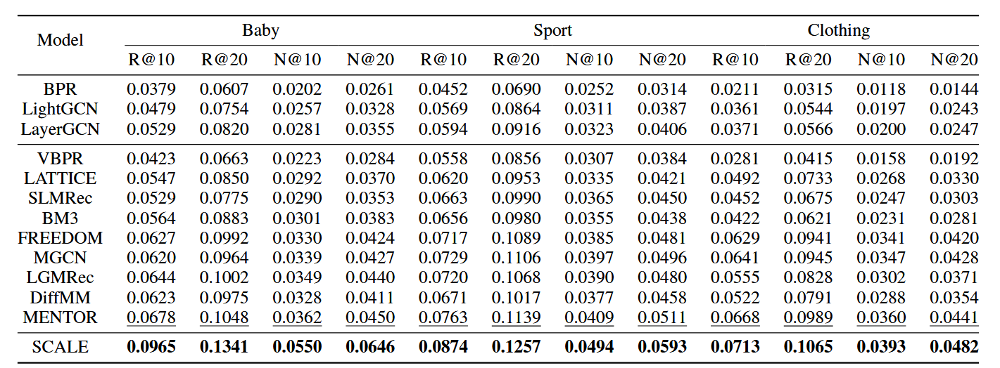 Model Baby Sport Clothing
R@10 R@20 N@10 N@20 R@10 R@20 N@10 N@20 R@10 R@20 N@10 N@20
BPR 0.0379 0.0607 0.0202 0.0261 0.0452 0.0690 0.0252 0.0314 0.0211 0.0315 0.0118 0.0144
LightGCN 0.0479 0.0754 0.0257 0.0328 0.0569 0.0864 0.0311 0.0387 0.0361 0.0544 0.0197 0.0243
LayerGCN 0.0529 0.0820 0.0281 0.0355 0.0594 0.0916 0.0323 0.0406 0.0371 0.0566 0.0200 0.0247
VBPR 0.0423 0.0663 0.0223 0.0284 0.0558 0.0856 0.0307 0.0384 0.0281 0.0415 0.0158 0.0192
LATTICE 0.0547 0.0850 0.0292 0.0370 0.0620 0.0953 0.0335 0.0421 0.0492 0.0733 0.0268 0.0330
SLMRec 0.0529 0.0775 0.0290 0.0353 0.0663 0.0990 0.0365 0.0450 0.0452 0.0675 0.0247 0.0303
BM3 0.0564 0.0883 0.0301 0.0383 0.0656 0.0980 0.0355 0.0438 0.0422 0.0621 0.0231 0.0281
FREEDOM 0.0627 0.0992 0.0330 0.0424 0.0717 0.1089 0.0385 0.0481 0.0629 0.0941 0.0341 0.0420
MGCN 0.0620 0.0964 0.0339 0.0427 0.0729 0.1106 0.0397 0.0496 0.0641 0.0945 0.0347 0.0428
LGMRec 0.0644 0.1002 0.0349 0.0440 0.0720 0.1068 0.0390 0.0480 0.0555 0.0828 0.0302 0.0371
DiffMM 0.0623 0.0975 0.0328 0.0411 0.0671 0.1017 0.0377 0.0458 0.0522 0.0791 0.0288 0.0354
MENTOR 0.0678 0.1048 0.0362 0.0450 0.0763 0.1139 0.0409 0.0511 0.0668 0.0989 0.0360 0.0441
SCALE 0.0965 0.1341 0.0550 0.0646 0.0874 0.1257 0.0494 0.0593 0.0713 0.1065 0.0393 0.0482